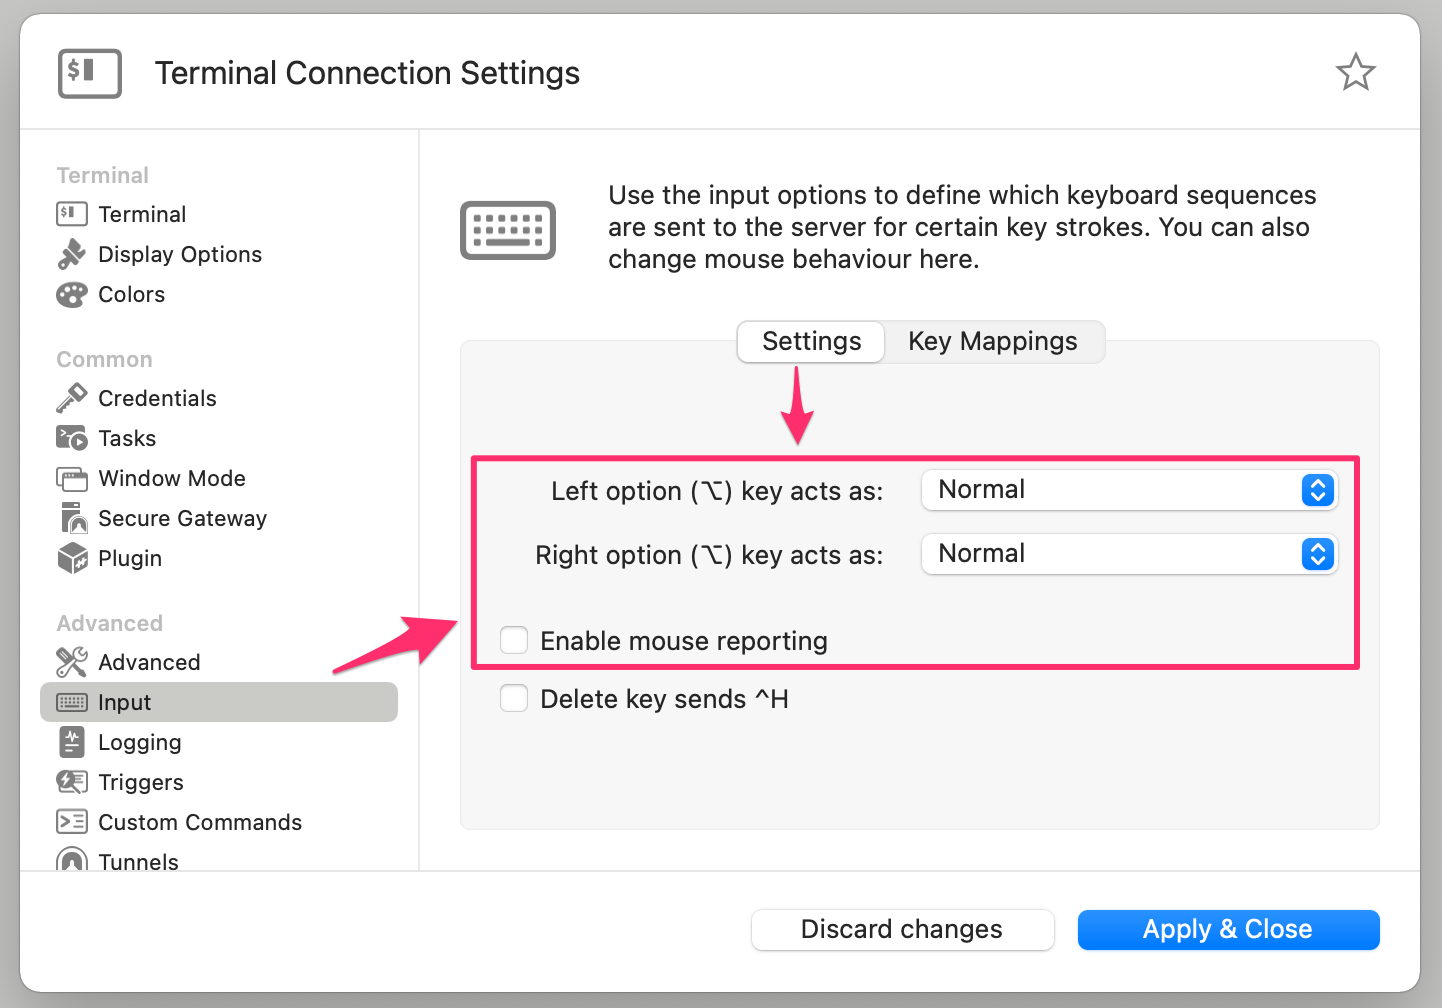 Terminal Connection Settings
Terminal
Terminal
Display Options
Colors
Common
Credentials
Tasks
Window Mode
Secure Gateway
Plugin
Advanced
Advanced
Input
Logging
Triggers
Custom Commands
Tunnels
Use the input options to define which keyboard sequences
are sent to the server for certain key strokes. You can also
change mouse behaviour here.
Settings
Key Mappings
Left option (⌥) key acts as: Normal
Right option (⌥) key acts as: Normal
Enable mouse reporting
Delete key sends ^H
Discard changes
Apply & Close